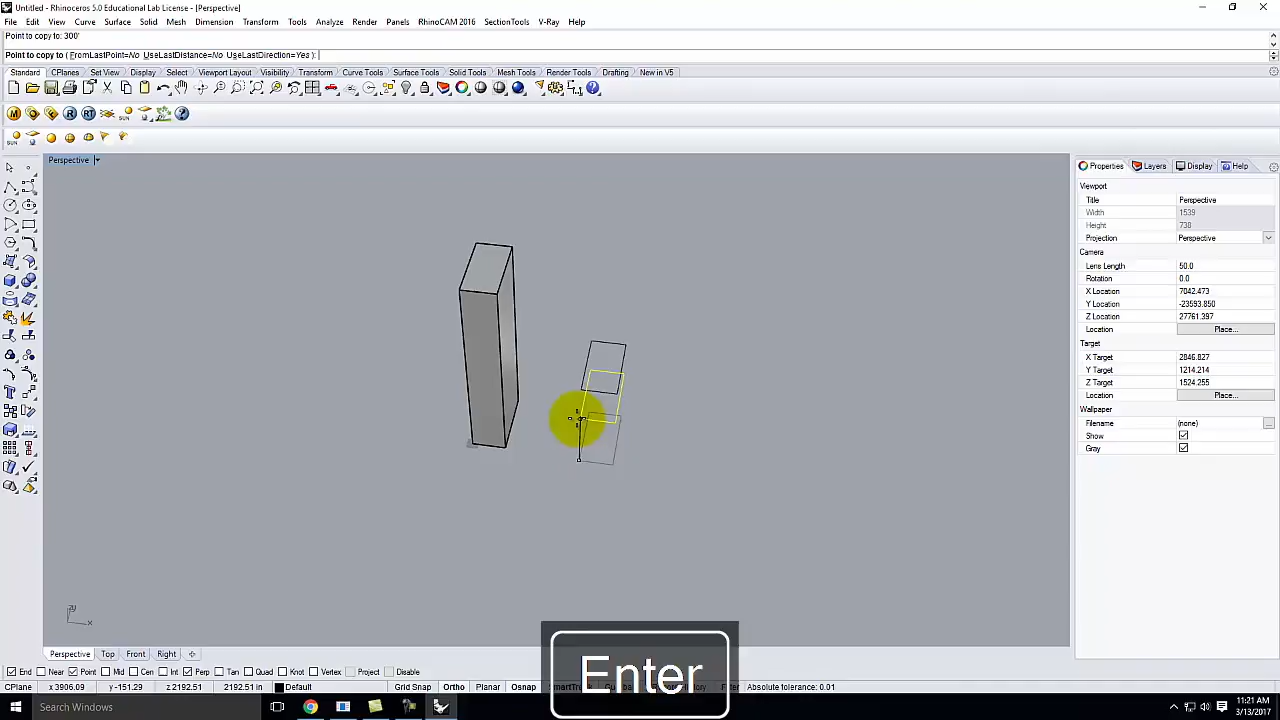 Untitled - Rhinoceros 5.0 Educational Lab License - [Perspective]
File Edit View Curve Surface Solid Mesh Dimension Transform Tools Analyze Render Panels RhinoCAM 2016 SectionTools V-Ray Help
Point to copy to: 300'
Point to copy to ( FromLastPoint=No UseLastDistance=No UseLastDirection=Yes ):
Standard CPlanes Set View Display Select Viewport Layout Visibility Transform Curve Tools Surface Tools Solid Tools Mesh Tools Render Tools Drafting New in V5
Perspective
Properties Layers Display Help
Viewport
Title Perspective
Width 1539
Height 738
Projection Perspective
Camera
Lens Length 50.0
Rotation 0.0
X Location 7042.473
Y Location -23593.850
Z Location 27761.397
Location Place...
Target
X Target 2846.827
Y Target 1214.214
Z Target 1524.255
Location Place...
Wallpaper
Filename (none)
Show
Gray
Enter
Perspective Top Front Right
End Near Point Mid Cen Int Perp Tan Quad Knot Vertex Project Disable
CPlane x 3906.09 y -151.29 z 2192.51 2192.51 in Default Grid Snap Ortho Planar Osnap Absolute tolerance: 0.01
Search Windows
11:21 AM
3/13/2017